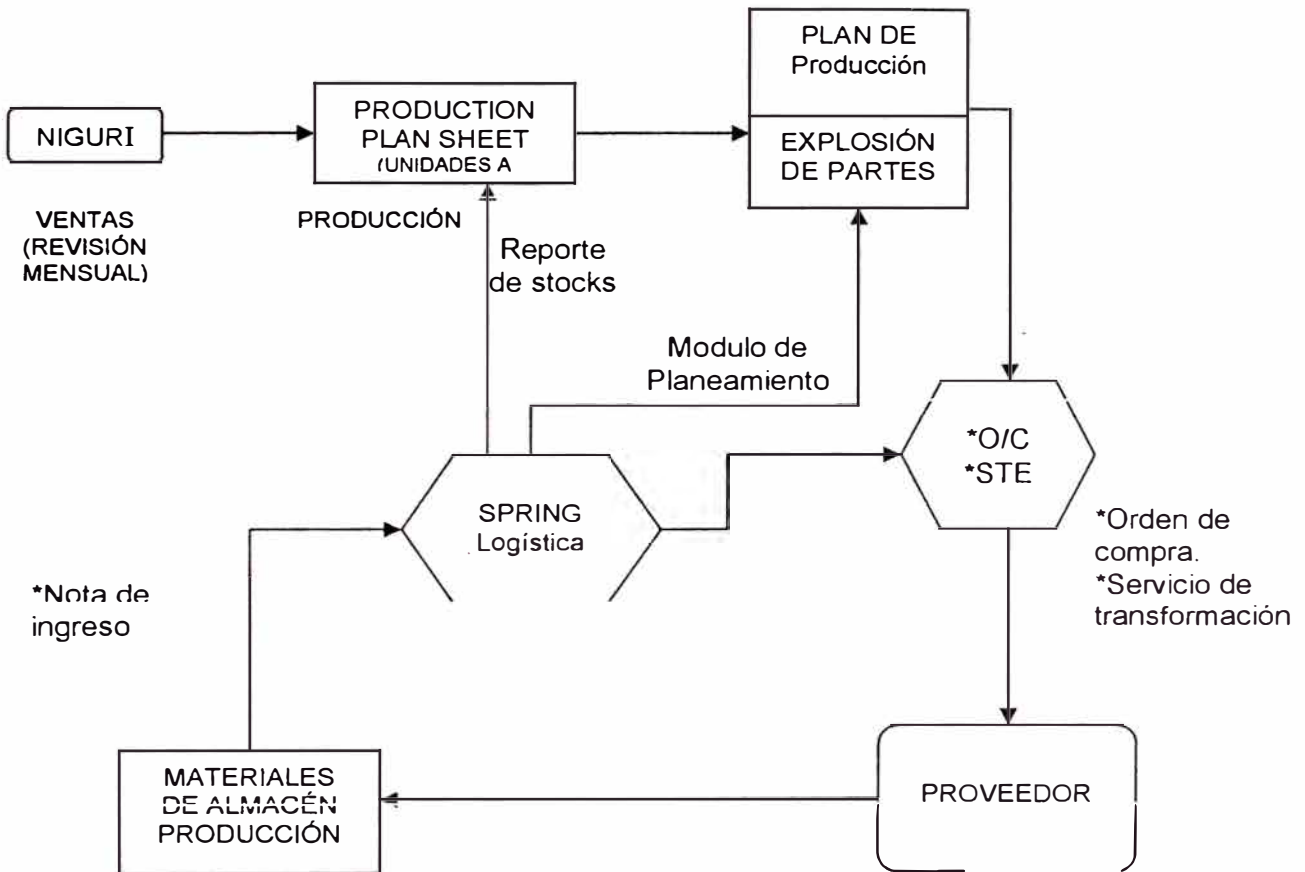 PLAN DE
Producción
NIGURI
PRODUCTION
PLAN SHEET
(UNIDADES A
EXPLOSIÓN
DE PARTES
VENTAS
(REVISIÓN
MENSUAL)
PRODUCCIÓN
Reporte
de stocks
Modulo de
Planeamiento
*O/C
*STE
SPRING
Logística
*Orden de
compra.
*Servicio de
transformación
*Nota de
ingreso
MATERIALES
DE ALMACÉN
PRODUCCIÓN
PROVEEDOR